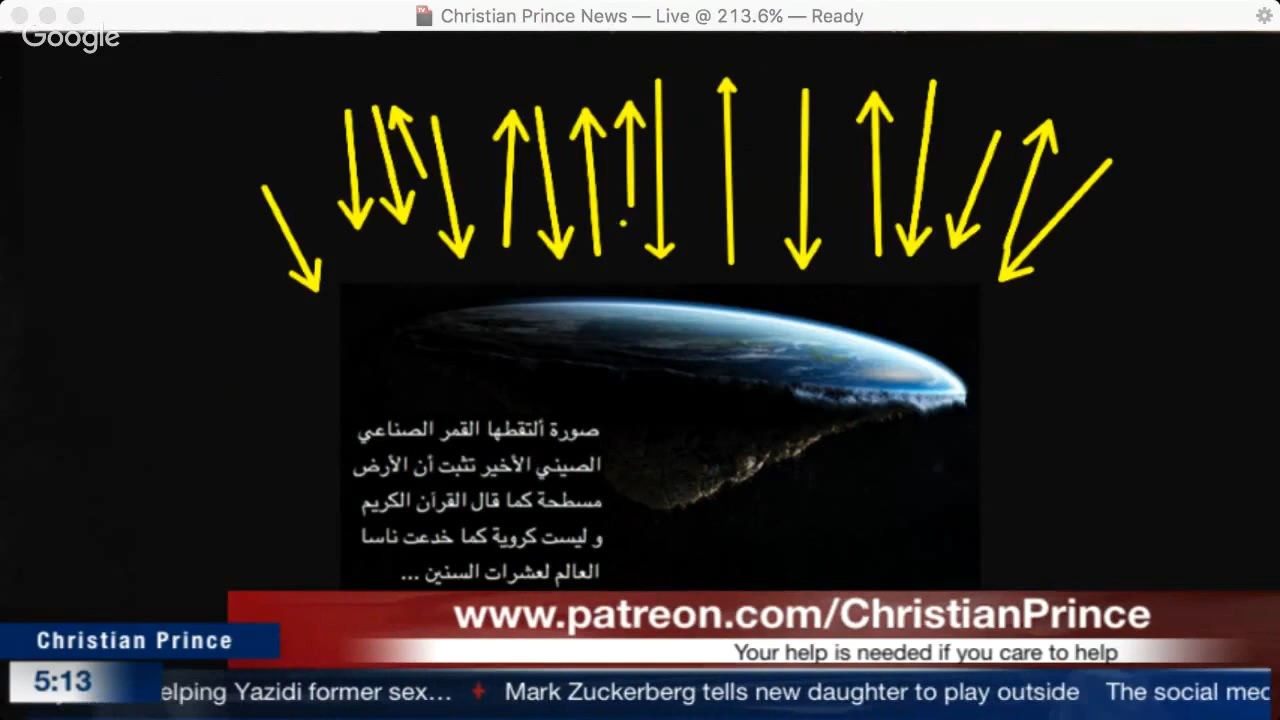 Christian Prince News — Live @ 213.6% — Ready
Google
صورة ألتقطها القمر الصناعي
الصيني الأخير تثبت أن الأرض
مسطحة كما قال القرآن الكريم
و ليست كروية كما خدعت ناسا
العالم لعشرات السنين ...
www.patreon.com/ChristianPrince
Christian Prince
Your help is needed if you care to help
5:13
elping Yazidi former sex... Mark Zuckerberg tells new daughter to play outside The social med